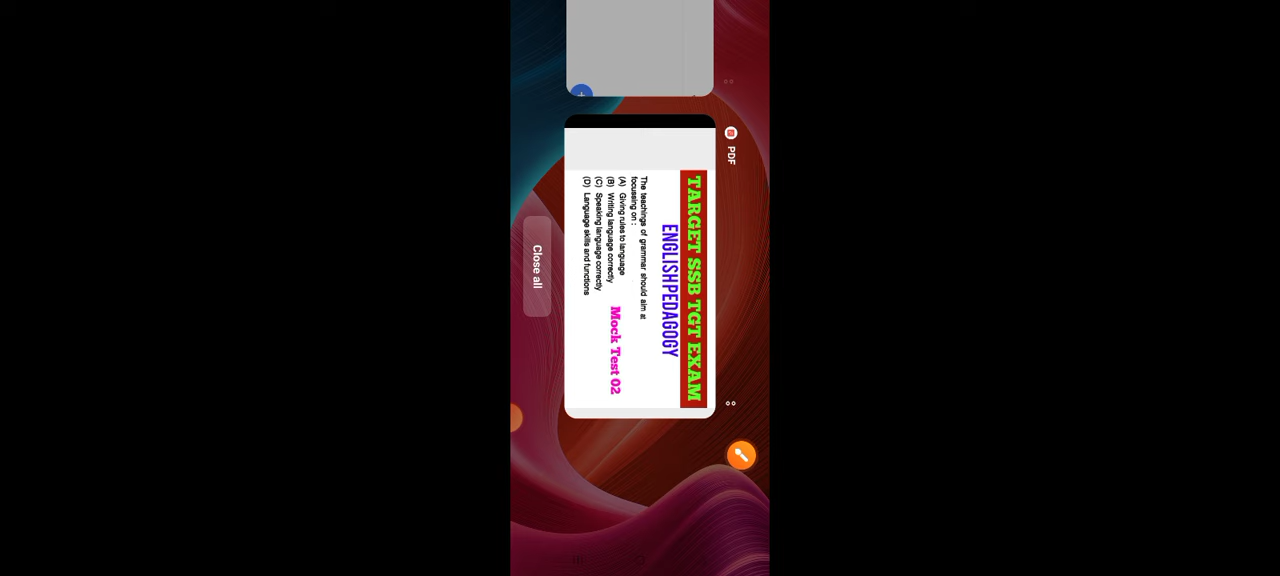 PDF
TARGET SSB TGT EXAM
ENGLISHPEDAGOGY
The teachings of grammar should aim at
focussing on :
(A) Giving rules to language
(B) Writing language correctly
(C) Speaking language correctly
(D) Language skills and functions
Mock Test 02
Close all